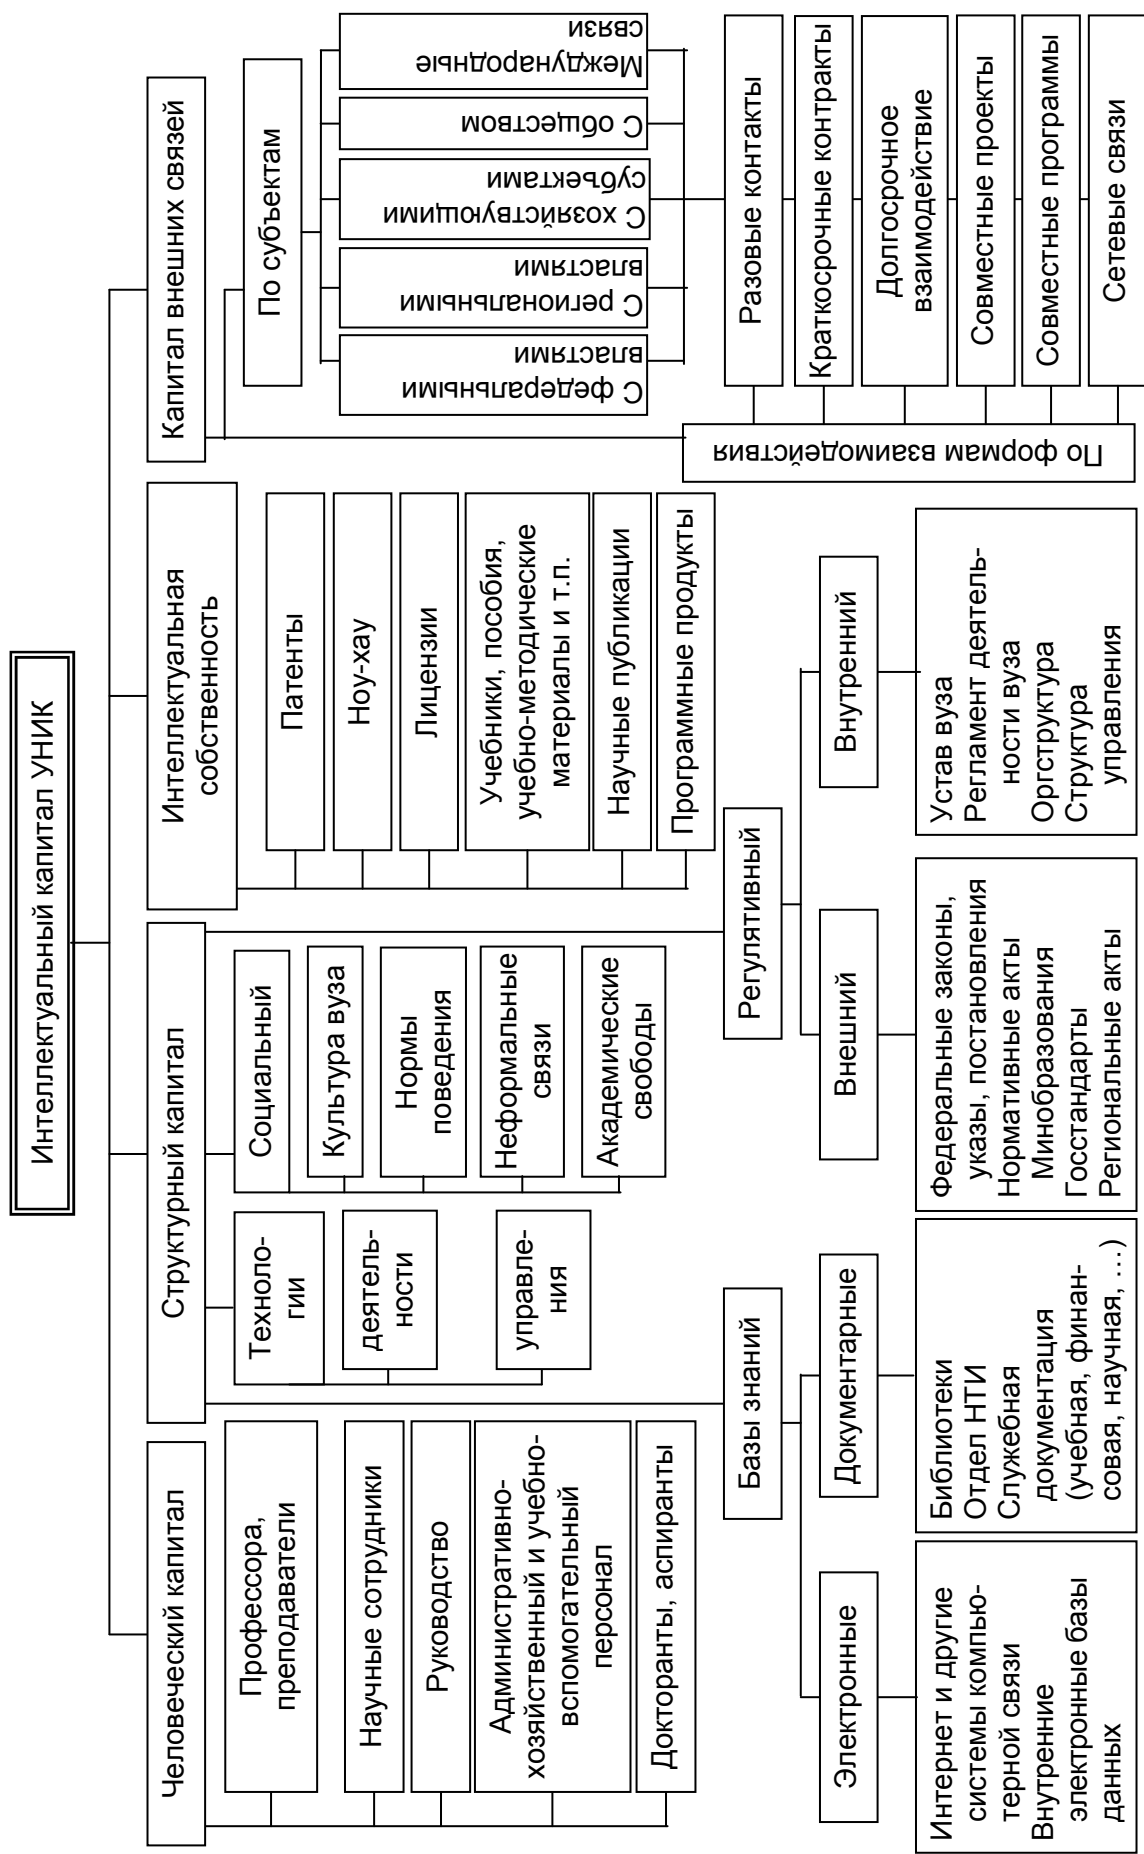 Интеллектуальный капитал УНИК
Человеческий капитал
Профессора,
преподаватели
Научные сотрудники
Руководство
Административно-
хозяйственный и учебно-
вспомогательный
персонал
Докторанты, аспиранты
Структурный капитал
Техноло-
гии
деятель-
ности
управле-
ния
Социальный
Культура вуза
Нормы
поведения
Неформальные
связи
Академические
свободы
Базы знаний
Электронные
Интернет и другие
системы компью-
терной связи
Внутренние
электронные базы
данных
Документарные
Библиотеки
Отдел НТИ
Служебная
документация
(учебная, финан-
совая, научная, …)
Регулятивный
Внешний
Федеральные законы,
указы, постановления
Нормативные акты
Минобразования
Госстандарты
Региональные акты
Внутренний
Устав вуза
Регламент деятель-
ности вуза
Оргструктура
Структура
управления
Интеллектуальная
собственность
Патенты
Ноу-хау
Лицензии
Учебники, пособия,
учебно-методические
материалы и т.п.
Научные публикации
Программные продукты
Капитал внешних связей
По субъектам
С федеральными
властями
С региональными
властями
С хозяйствующими
субъектами
С обществом
Международные
связи
По формам взаимодействия
Разовые контакты
Краткосрочные контракты
Долгосрочное
взаимодействие
Совместные проекты
Совместные программы
Сетевые связи